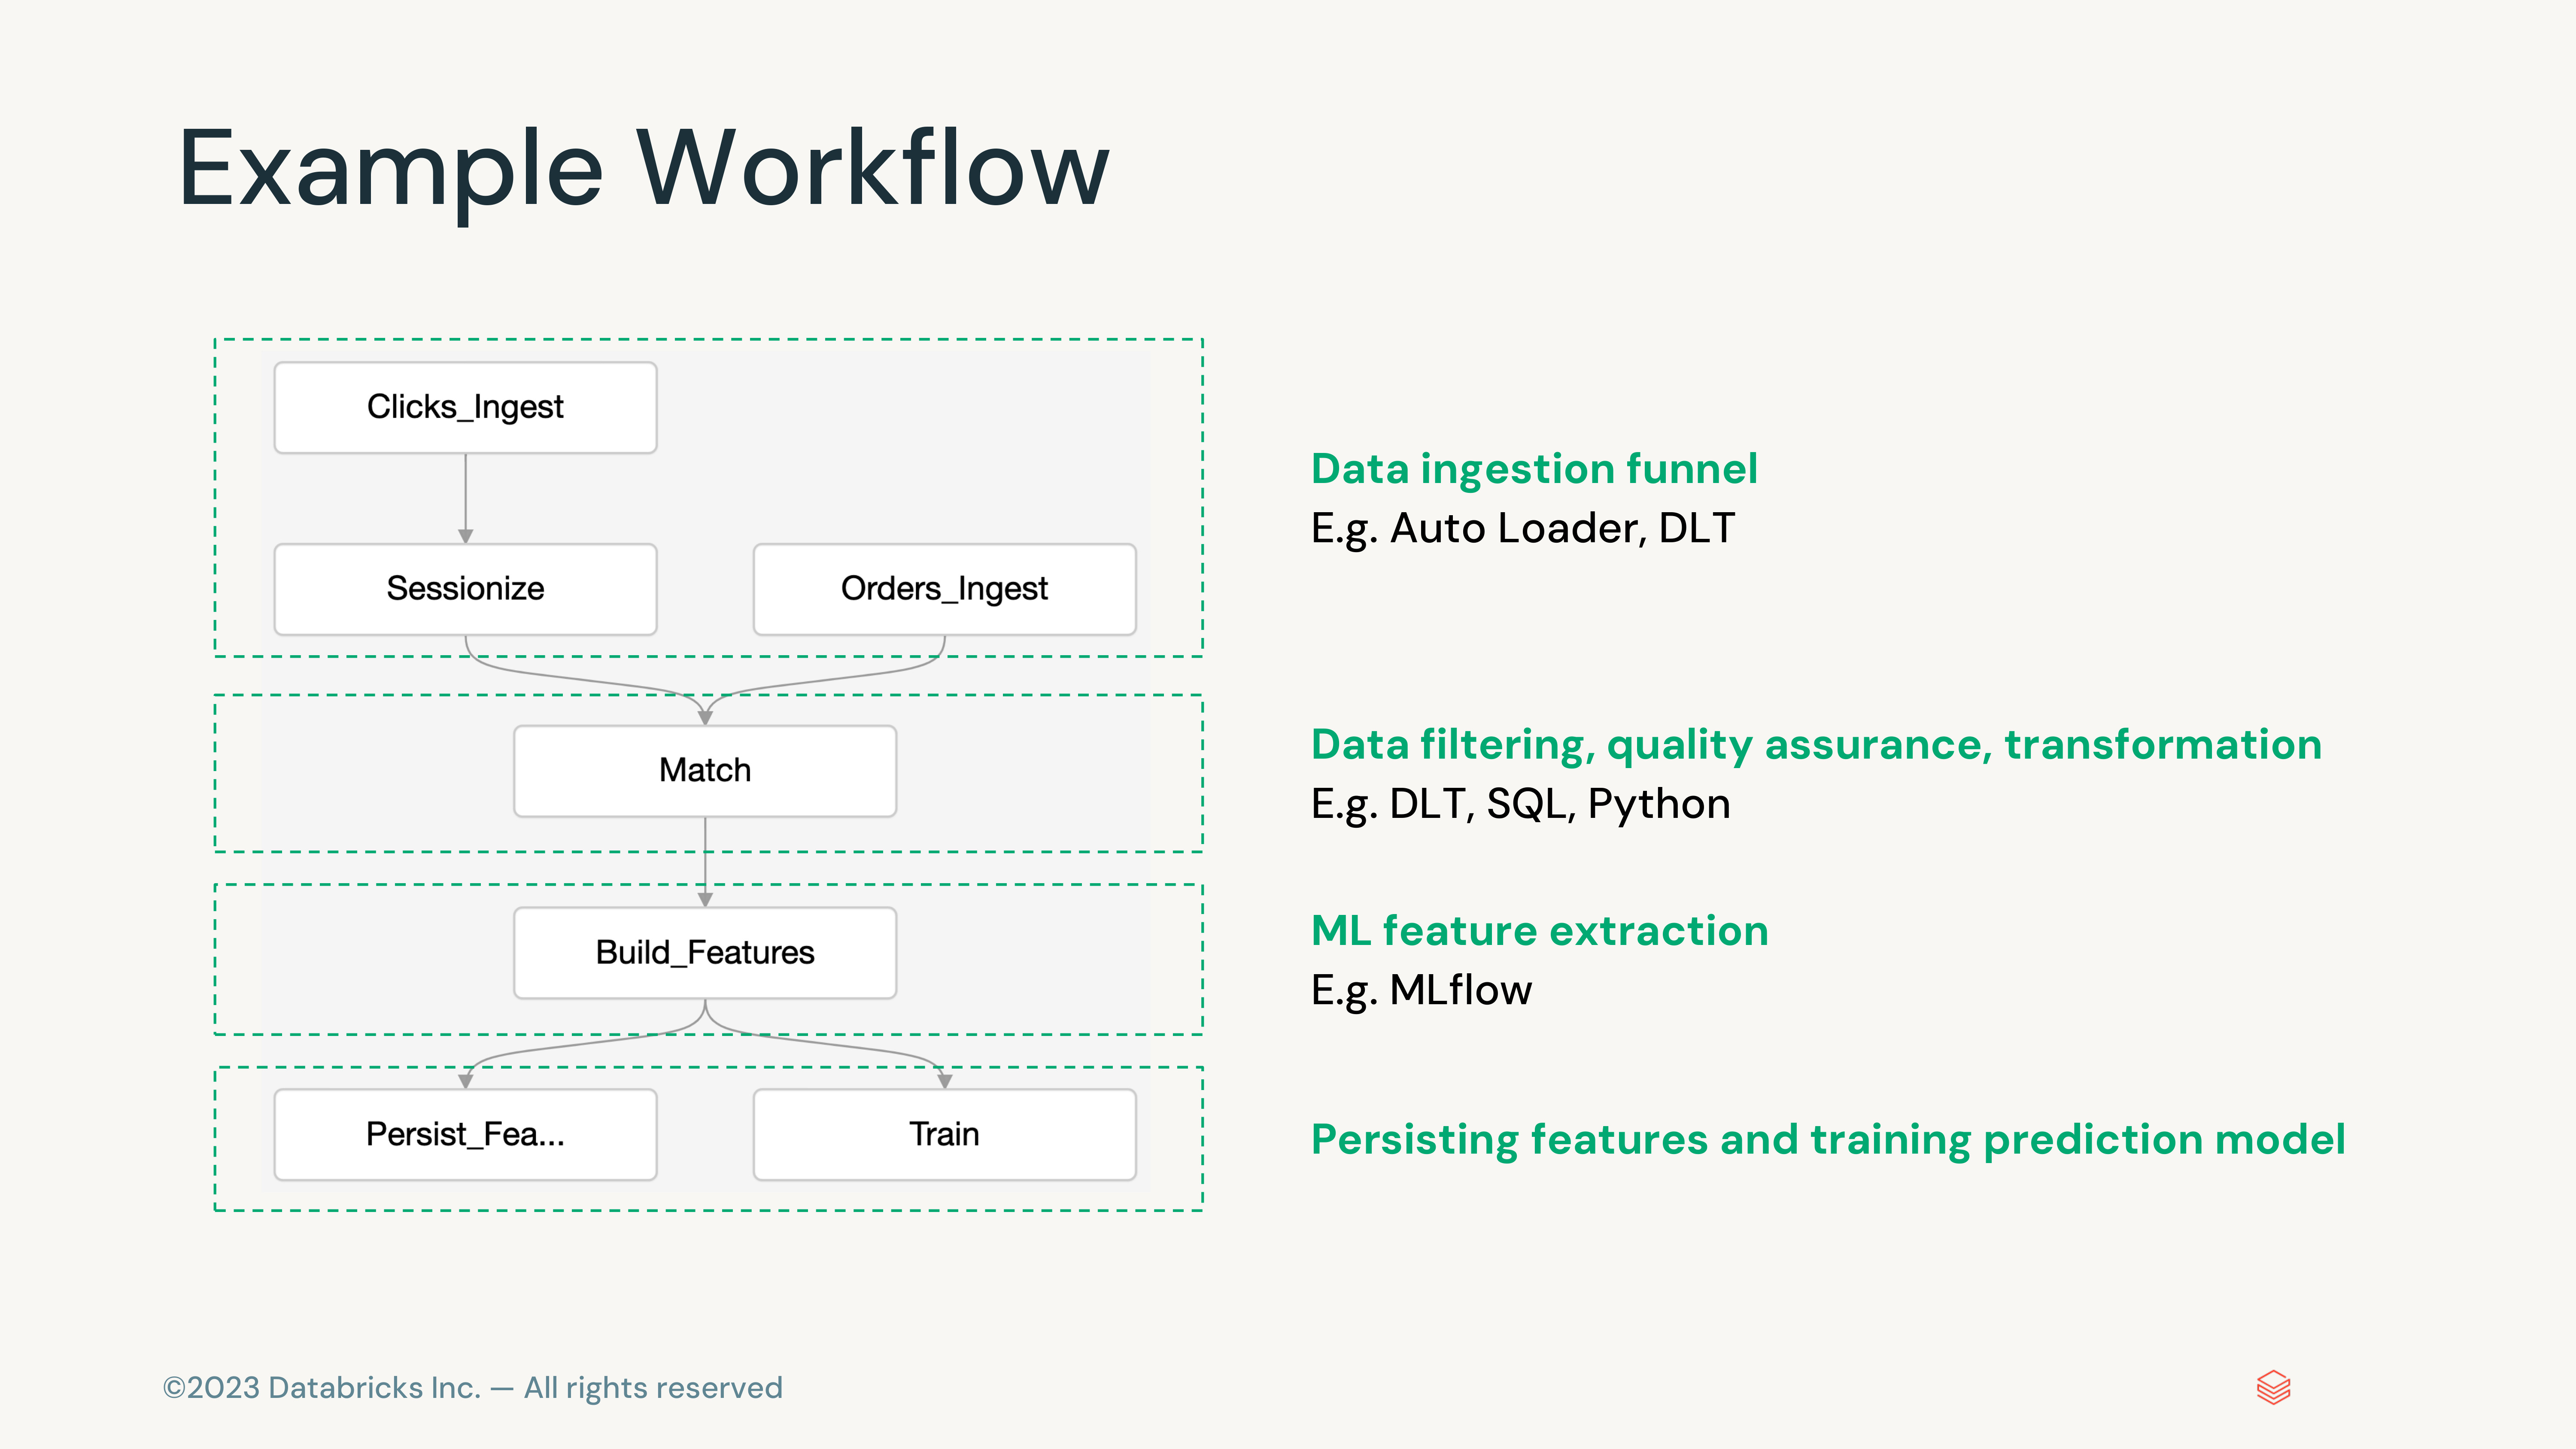 Example Workflow
Clicks_Ingest
Sessionize
Orders_Ingest
Data ingestion funnel
E.g. Auto Loader, DLT
Match
Data filtering, quality assurance, transformation
E.g. DLT, SQL, Python
Build_Features
ML feature extraction
E.g. MLflow
Persist_Fea...
Train
Persisting features and training prediction model
©2023 Databricks Inc. — All rights reserved